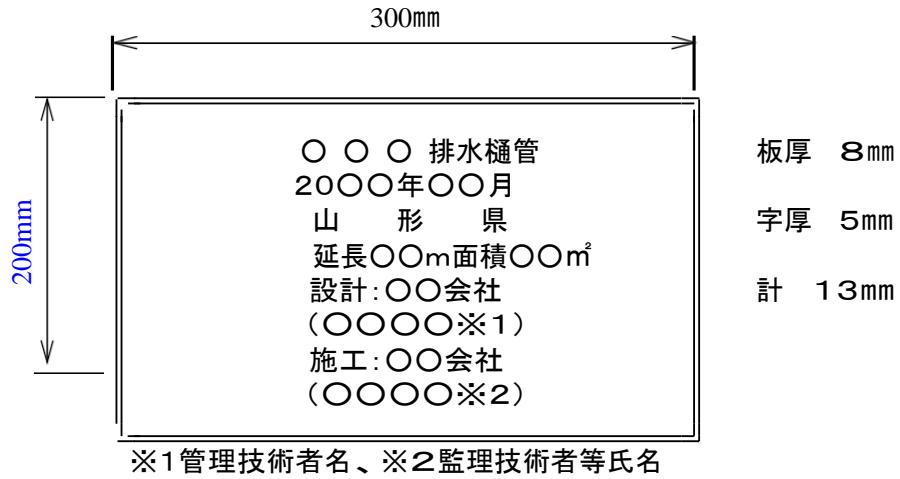 300㎜
○ ○ ○ 排水樋管
20○○年○○月
山 形 県
延長○○m面積○○㎡
設計:○○会社
(○○○○※1)
施工:○○会社
(○○○○※2)
200mm
板厚 8㎜
字厚 5㎜
計 13㎜
※1管理技術者名、※2監理技術者等氏名